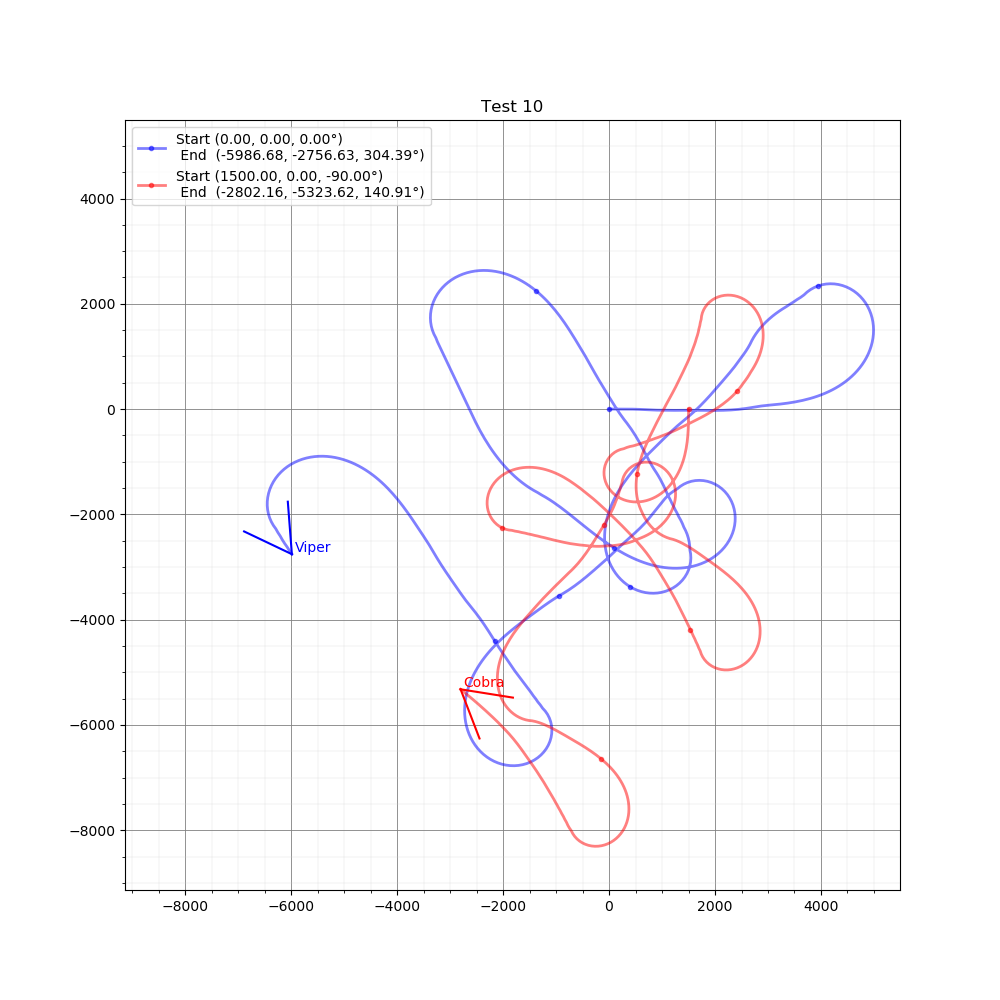 Test 10
Start (0.00, 0.00, 0.00°)
End  (-5986.68, -2756.63, 304.39°)
Start (1500.00, 0.00, -90.00°)
End  (-2802.16, -5323.62, 140.91°)
4000
2000
0
−2000
−4000
−6000
−8000
Viper
Cobra
−8000 −6000 −4000 −2000 0 2000 4000